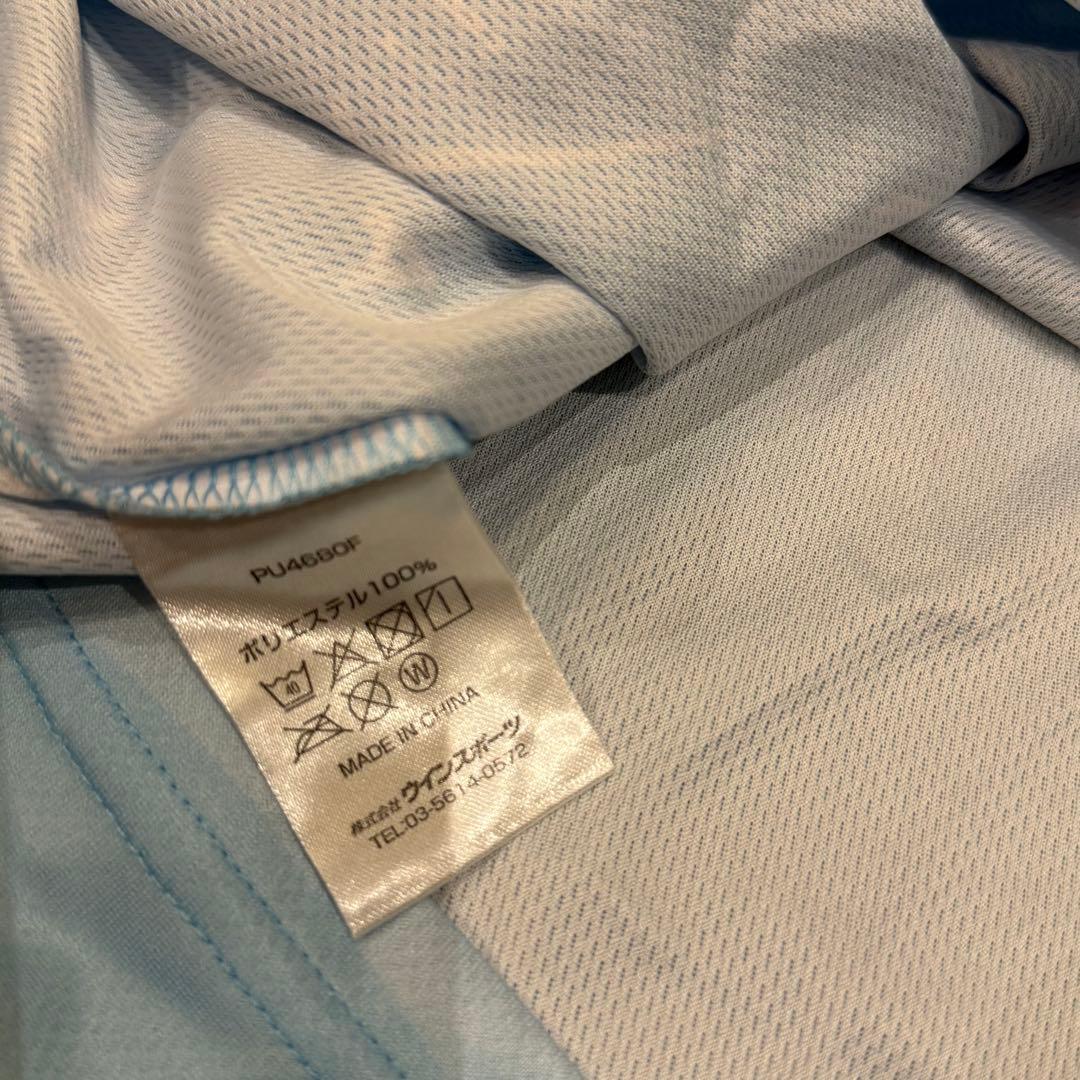 PU4680F
ポリエステル100%
40
W
MADE IN CHINA
株式会社 ウインスポーツ
TEL:03-5614-0572